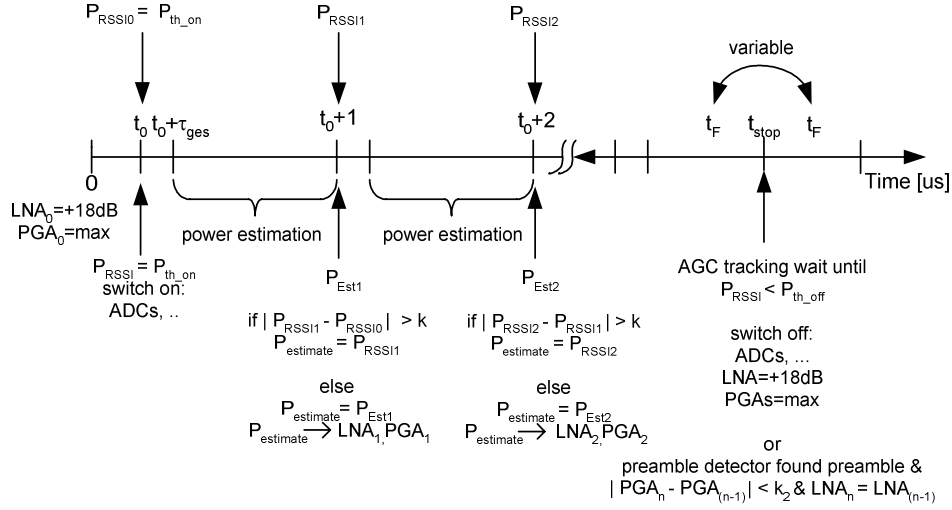 P_RSSI0 = P_th_on
P_RSSI1
P_RSSI2
variable
t_0 t_0+τ_ges
t_0+1
t_0+2
t_F
t_stop
t_F
0
Time [us]
LNA_0=+18dB
PGA_0=max
power estimation
power estimation
P_RSSI = P_th_on
switch on:
ADCs, ..
P_Est1
if | P_RSSI1 - P_RSSI0 | > k
P_estimate = P_RSSI1
else
P_estimate = P_Est1
P_estimate → LNA_1,PGA_1
P_Est2
if | P_RSSI2 - P_RSSI1 | > k
P_estimate = P_RSSI2
else
P_estimate = P_Est2
P_estimate → LNA_2,PGA_2
AGC tracking wait until
P_RSSI < P_th_off
switch off:
ADCs, ...
LNA=+18dB
PGAs=max
or
preamble detector found preamble &
| PGA_n - PGA_(n-1) | < k_2 & LNA_n = LNA_(n-1)